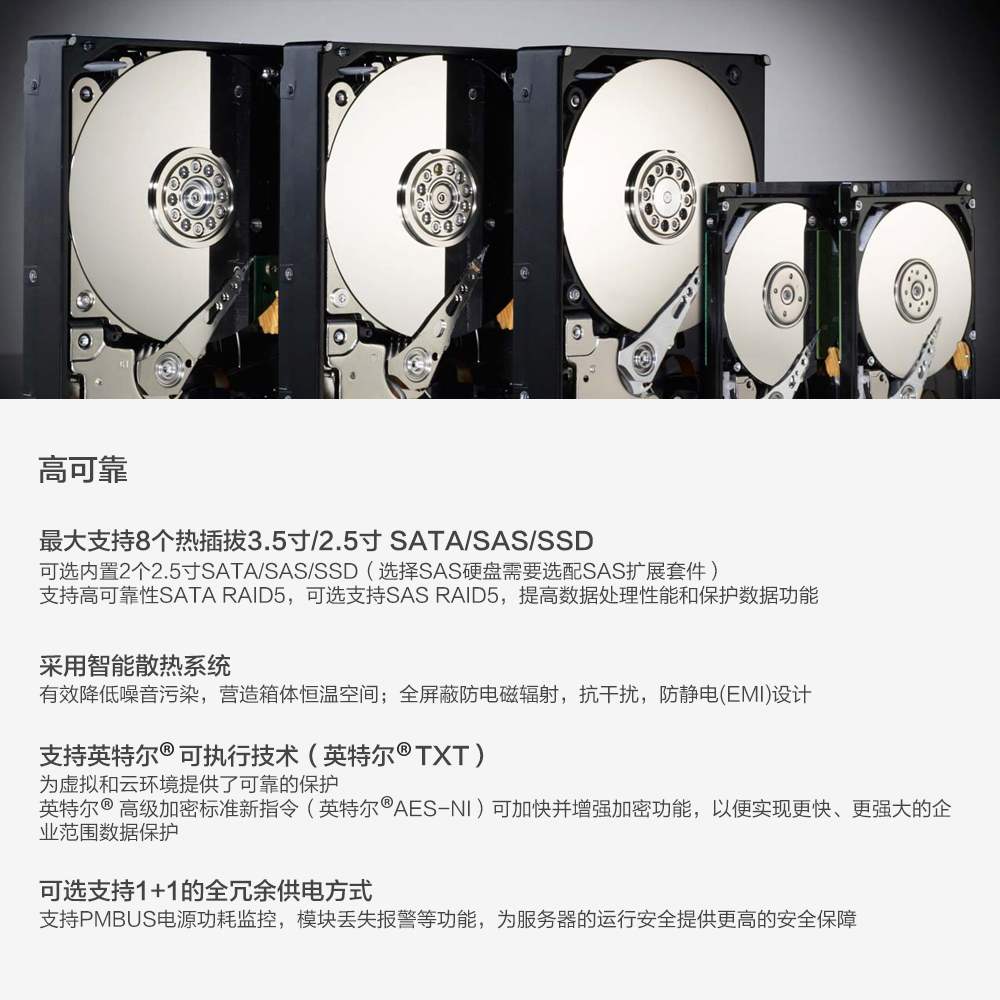 高可靠
最大支持8个热插拔3.5寸/2.5寸 SATA/SAS/SSD
可选内置2个2.5寸SATA/SAS/SSD（选择SAS硬盘需要选配SAS扩展套件）
支持高可靠性SATA RAID5，可选支持SAS RAID5，提高数据处理性能和保护数据功能
采用智能散热系统
有效降低噪音污染，营造箱体恒温空间；全屏蔽防电磁辐射，抗干扰，防静电(EMI)设计
支持英特尔®可执行技术（英特尔®TXT）
为虚拟和云环境提供了可靠的保护
英特尔® 高级加密标准新指令（英特尔®AES-NI）可加快并增强加密功能，以便实现更快、更强大的企
业范围数据保护
可选支持1+1的全冗余供电方式
支持PMBUS电源功耗监控，模块丢失报警等功能，为服务器的运行安全提供更高的安全保障